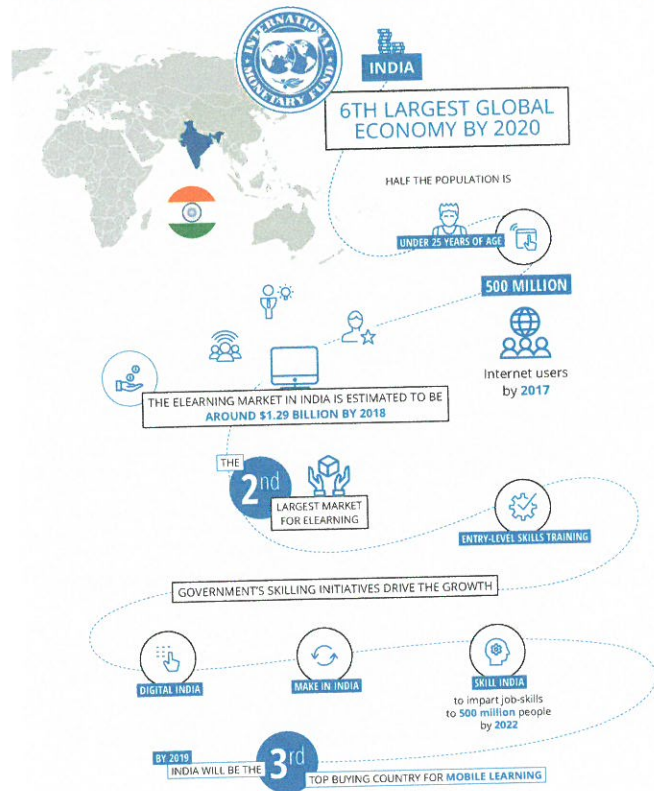 INTERNATIONAL
MONETARY FUND
INDIA
6TH LARGEST GLOBAL
ECONOMY BY 2020
HALF THE POPULATION IS
UNDER 25 YEARS OF AGE
500 MILLION
Internet users
by 2017
THE ELEARNING MARKET IN INDIA IS ESTIMATED TO BE
AROUND $1.29 BILLION BY 2018
THE
2nd
LARGEST MARKET
FOR ELEARNING
ENTRY-LEVEL SKILLS TRAINING
GOVERNMENT'S SKILLING INITIATIVES DRIVE THE GROWTH
DIGITAL INDIA
MAKE IN INDIA
SKILL INDIA
to impart job-skills
to 500 million people
by 2022
BY 2019
INDIA WILL BE THE 3rd TOP BUYING COUNTRY FOR MOBILE LEARNING